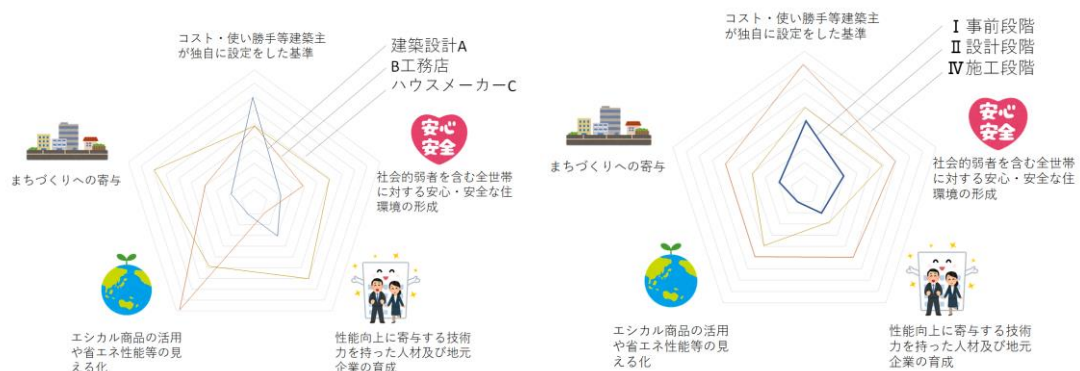 コスト・使い勝手等建築主
が独自に設定をした基準
建築設計A
B工務店
ハウスメーカーC
安心
安全
社会的弱者を含む全世帯
に対する安心・安全な住
環境の形成
まちづくりへの寄与
エシカル商品の活用
や省エネ性能等の見
える化
性能向上に寄与する技術
力を持った人材及び地元
企業の育成
コスト・使い勝手等建築主
が独自に設定をした基準
Ⅰ 事前段階
Ⅱ 設計段階
Ⅳ 施工段階
安心
安全
社会的弱者を含む全世帯
に対する安心・安全な住
環境の形成
まちづくりへの寄与
エシカル商品の活用
や省エネ性能等の見
える化
性能向上に寄与する技術
力を持った人材及び地元
企業の育成